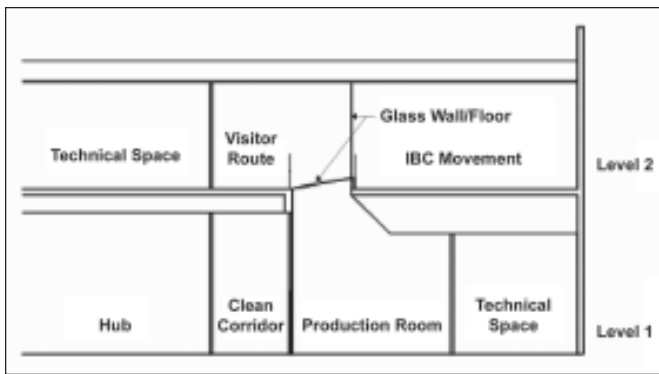 Glass Wall/Floor
Technical Space
Visitor
Route
IBC Movement
Level 2
Hub
Clean
Corridor
Production Room
Technical
Space
Level 1